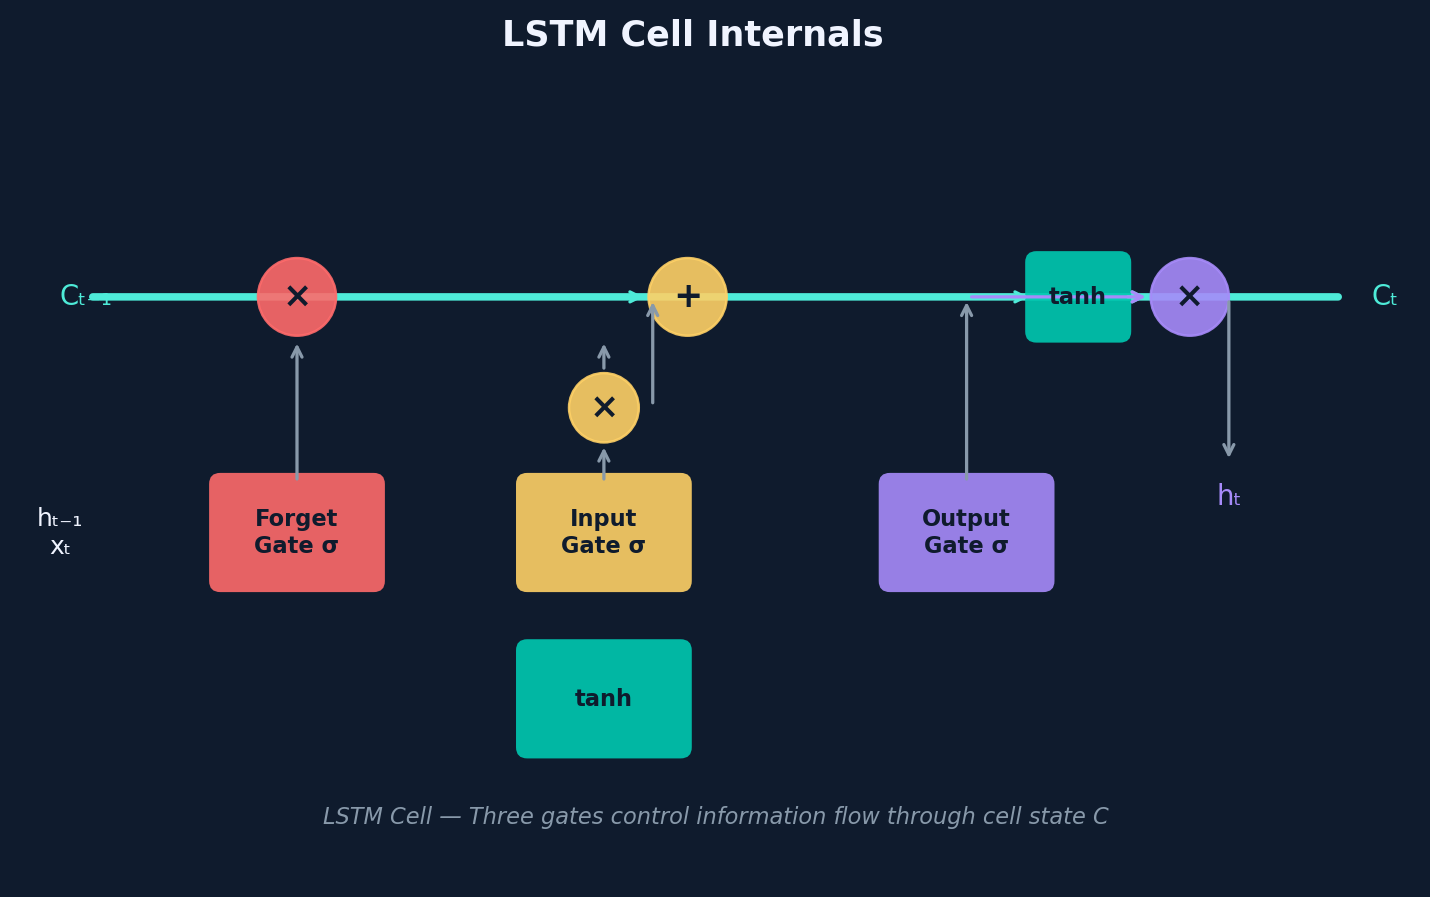 LSTM Cell Internals
Cₜ₋₁
×
+
tanh
×
Cₜ
×
hₜ₋₁
xₜ
Forget
Gate σ
Input
Gate σ
Output
Gate σ
hₜ
tanh
LSTM Cell — Three gates control information flow through cell state C